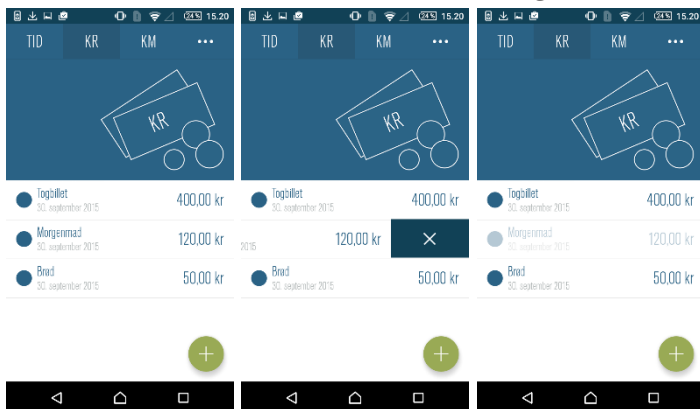 24% 15.20
TID KR KM
KR
Togbillet
30. september 2015
400,00 kr
Morgenmad
30. september 2015
120,00 kr
Brød
30. september 2015
50,00 kr
24% 15.20
TID KR KM
KR
Togbillet
30. september 2015
400,00 kr
2015
120,00 kr
Brød
30. september 2015
50,00 kr
24% 15.20
TID KR KM
KR
Togbillet
30. september 2015
400,00 kr
Morgenmad
30. september 2015
120,00 kr
Brød
30. september 2015
50,00 kr